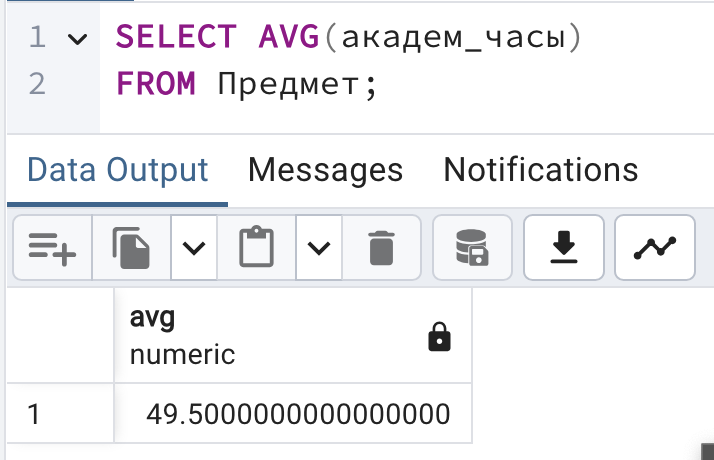 1 SELECT AVG(академ_часы)
2 FROM Предмет;
Data Output Messages Notifications
avg
numeric
1 49.5000000000000000